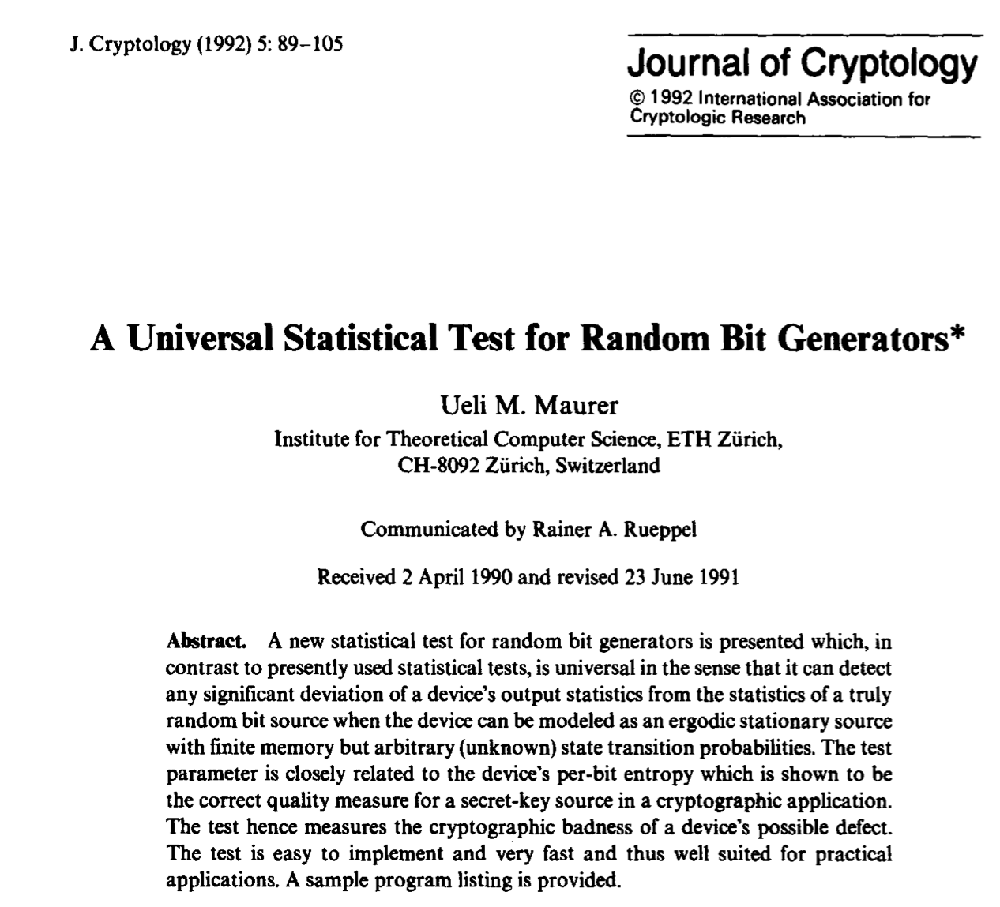 J. Cryptology (1992) 5: 89–105
Journal of Cryptology
© 1992 International Association for
Cryptologic Research
A Universal Statistical Test for Random Bit Generators*
Ueli M. Maurer
Institute for Theoretical Computer Science, ETH Zürich,
CH-8092 Zürich, Switzerland
Communicated by Rainer A. Rueppel
Received 2 April 1990 and revised 23 June 1991
Abstract. A new statistical test for random bit generators is presented which, in
contrast to presently used statistical tests, is universal in the sense that it can detect
any significant deviation of a device's output statistics from the statistics of a truly
random bit source when the device can be modeled as an ergodic stationary source
with finite memory but arbitrary (unknown) state transition probabilities. The test
parameter is closely related to the device's per-bit entropy which is shown to be
the correct quality measure for a secret-key source in a cryptographic application.
The test hence measures the cryptographic badness of a device's possible defect.
The test is easy to implement and very fast and thus well suited for practical
applications. A sample program listing is provided.